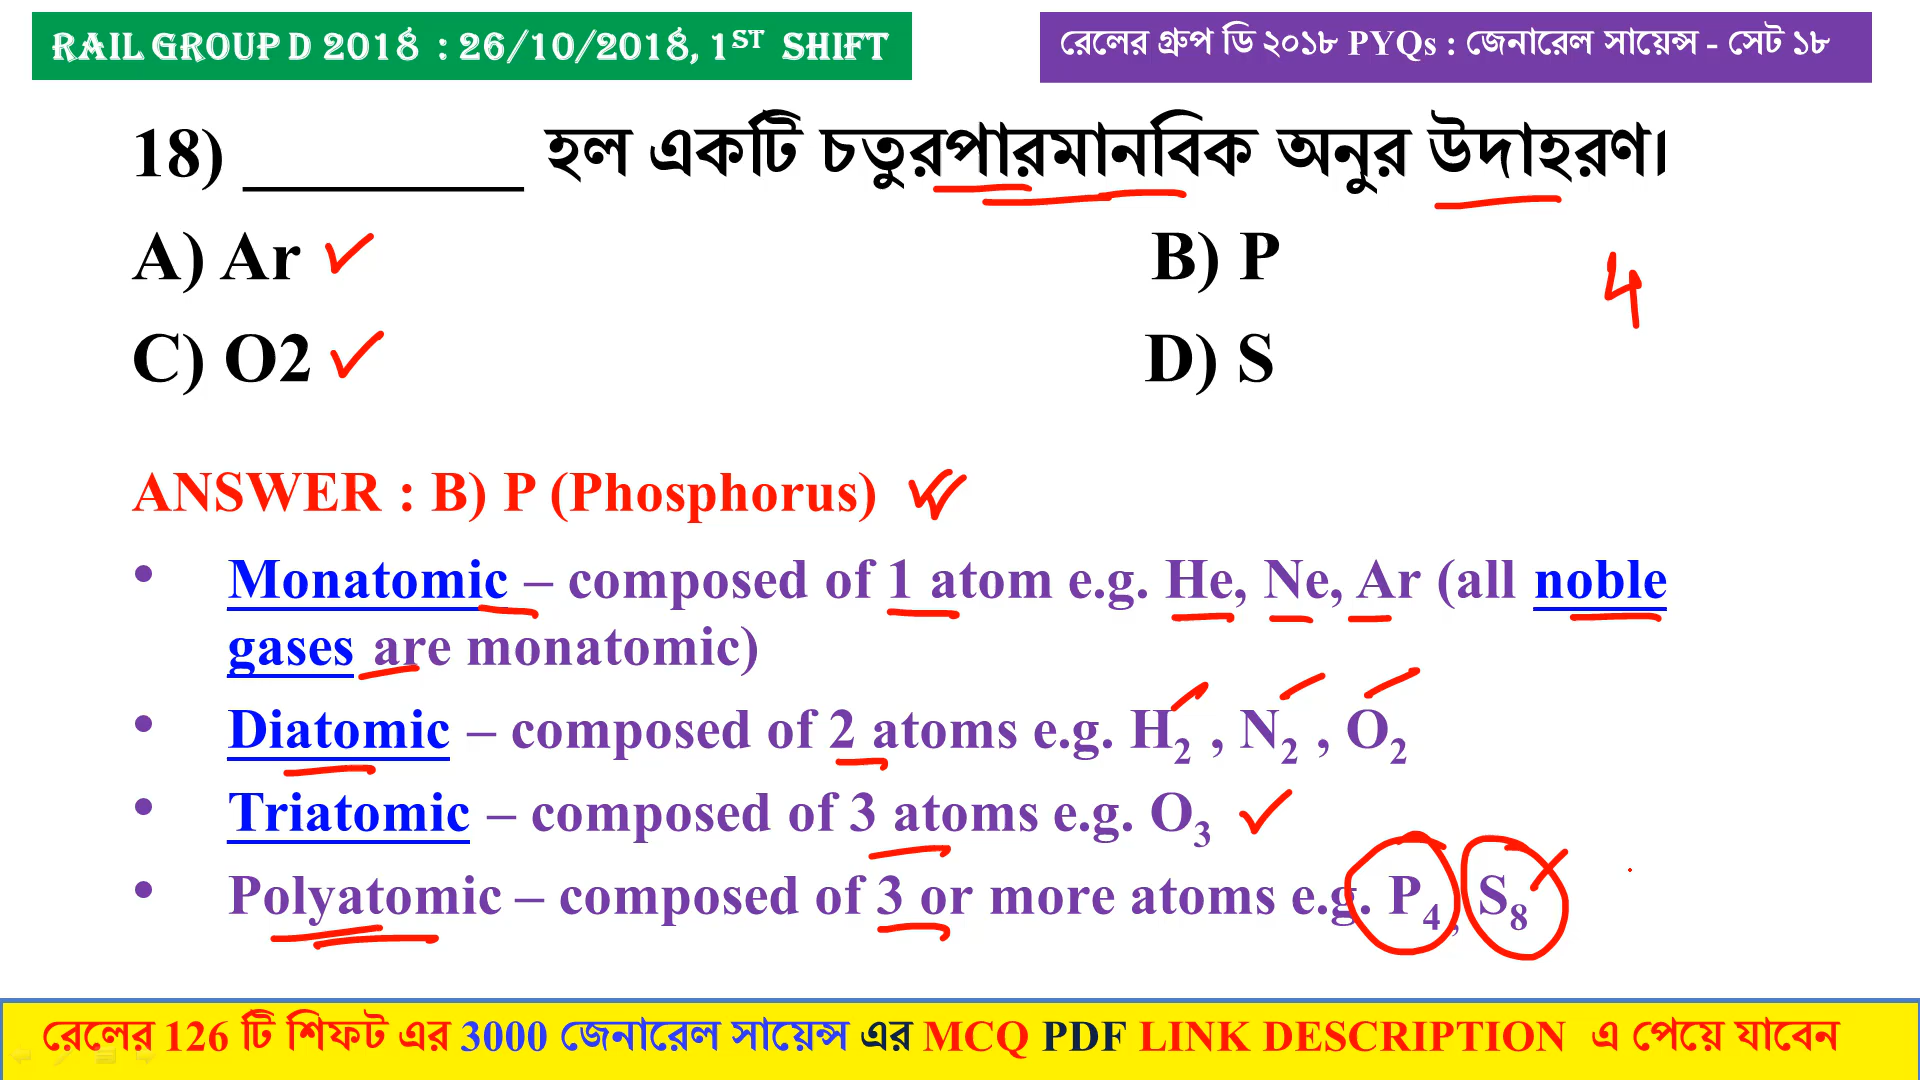 RAIL GROUP D 2018 : 26/10/2018, 1ST SHIFT
রেলের গ্রুপ ডি ২০১৮ PYQs : জেনারেল সায়েন্স - সেট ১৮
18) ________ হল একটি চতুরপারমানবিক অনুর উদাহরণ।
A) Ar
B) P
4
C) O2
D) S
ANSWER : B) P (Phosphorus)
• Monatomic – composed of 1 atom e.g. He, Ne, Ar (all noble
gases are monatomic)
• Diatomic – composed of 2 atoms e.g. H2 , N2 , O2
• Triatomic – composed of 3 atoms e.g. O3
• Polyatomic – composed of 3 or more atoms e.g. P4 , S8
রেলের 126 টি শিফট এর 3000 জেনারেল সায়েন্স এর MCQ PDF LINK DESCRIPTION এ পেয়ে যাবেন